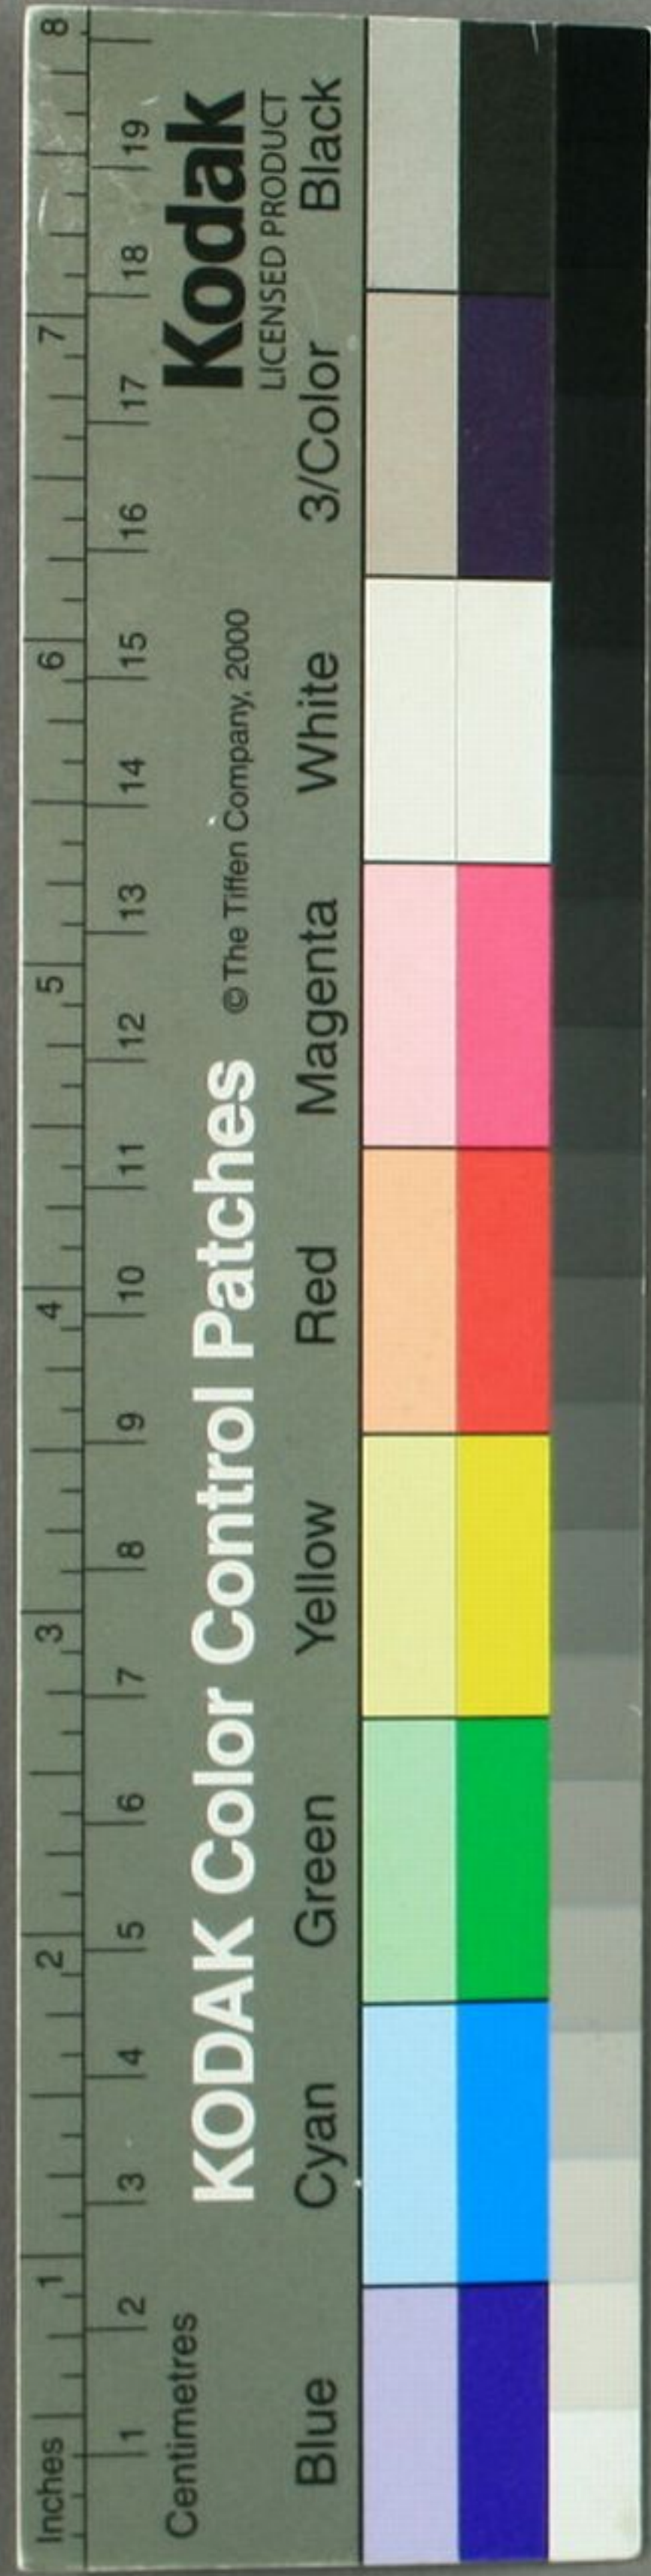 Inches 1 2 3 4 5 6 7 8
1 2 3 4 5 6 7 8 9 10 11 12 13 14 15 16 17 18 19
Centimetres
KODAK Color Control Patches © The Tiffen Company, 2000 Kodak
LICENSED PRODUCT
Blue Cyan Green Yellow Red Magenta White 3/Color Black